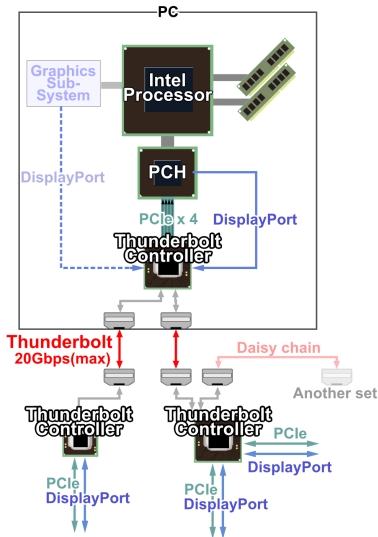 PC
Graphics
Sub-
System
Intel
Processor
DisplayPort
PCH
PCIe x 4
DisplayPort
Thunderbolt
Controller
Thunderbolt
20Gbps(max)
Daisy chain
Another set
Thunderbolt
Controller
Thunderbolt
Controller
PCIe
DisplayPort
PCIe
DisplayPort
PCIe
DisplayPort